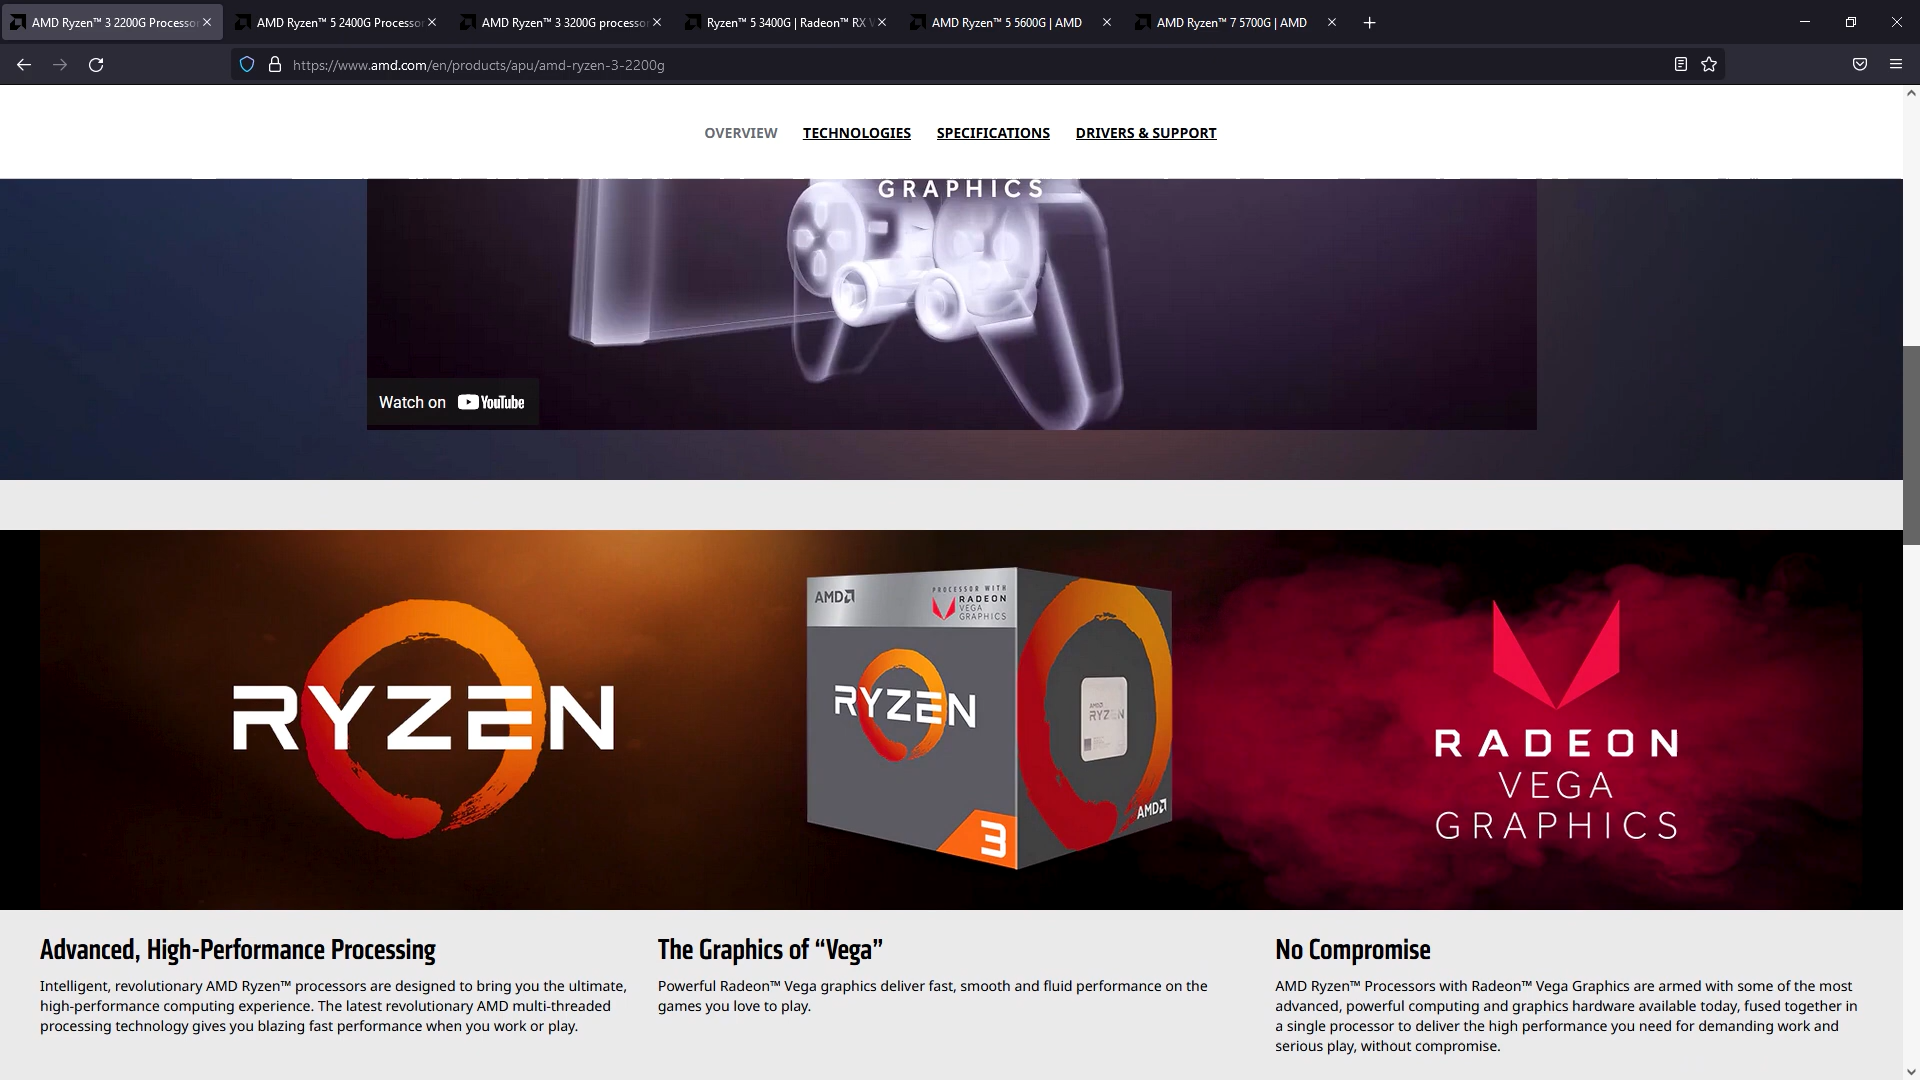 AMD Ryzen™ 3 2200G Processor
AMD Ryzen™ 5 2400G Processor
AMD Ryzen™ 3 3200G processor
Ryzen™ 5 3400G | Radeon™ RX V
AMD Ryzen™ 5 5600G | AMD
AMD Ryzen™ 7 5700G | AMD
https://www.amd.com/en/products/apu/amd-ryzen-3-2200g
OVERVIEW
TECHNOLOGIES
SPECIFICATIONS
DRIVERS & SUPPORT
GRAPHICS
Watch on YouTube
RYZEN
AMD
PROCESSOR WITH
RADEON
VEGA
GRAPHICS
RYZEN
3
AMD
RYZEN
AMD
RADEON
VEGA
GRAPHICS
Advanced, High-Performance Processing
Intelligent, revolutionary AMD Ryzen™ processors are designed to bring you the ultimate,
high-performance computing experience. The latest revolutionary AMD multi-threaded
processing technology gives you blazing fast performance when you work or play.
The Graphics of “Vega”
Powerful Radeon™ Vega graphics deliver fast, smooth and fluid performance on the
games you love to play.
No Compromise
AMD Ryzen™ Processors with Radeon™ Vega Graphics are armed with some of the most
advanced, powerful computing and graphics hardware available today, fused together in
a single processor to deliver the high performance you need for demanding work and
serious play, without compromise.